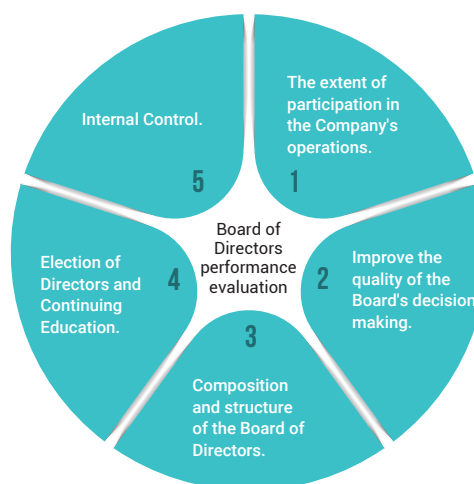 The extent of
participation in
the Company's
operations.
1
Improve the
quality of the
Board's decision
making.
2
3
Composition
and structure
of the Board of
Directors.
Election of
Directors and
Continuing
Education.
4
Internal Control.
5
Board of
Directors
performance
evaluation